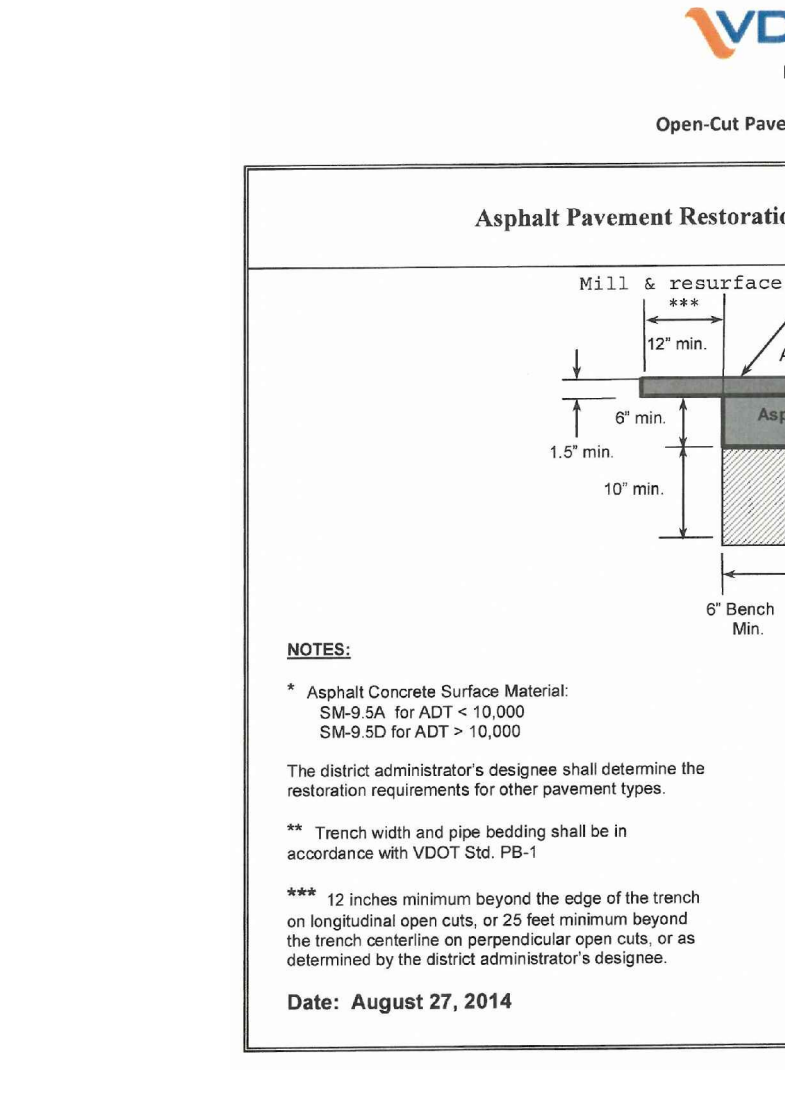 VD
Open-Cut Pave
Asphalt Pavement Restoratio
Mill & resurface
***
12" min.
A
6" min.
Asp
1.5" min.
10" min.
6" Bench
Min.
NOTES:
* Asphalt Concrete Surface Material:
SM-9.5A for ADT < 10,000
SM-9.5D for ADT > 10,000
The district administrator's designee shall determine the
restoration requirements for other pavement types.
** Trench width and pipe bedding shall be in
accordance with VDOT Std. PB-1
*** 12 inches minimum beyond the edge of the trench
on longitudinal open cuts, or 25 feet minimum beyond
the trench centerline on perpendicular open cuts, or as
determined by the district administrator's designee.
Date: August 27, 2014